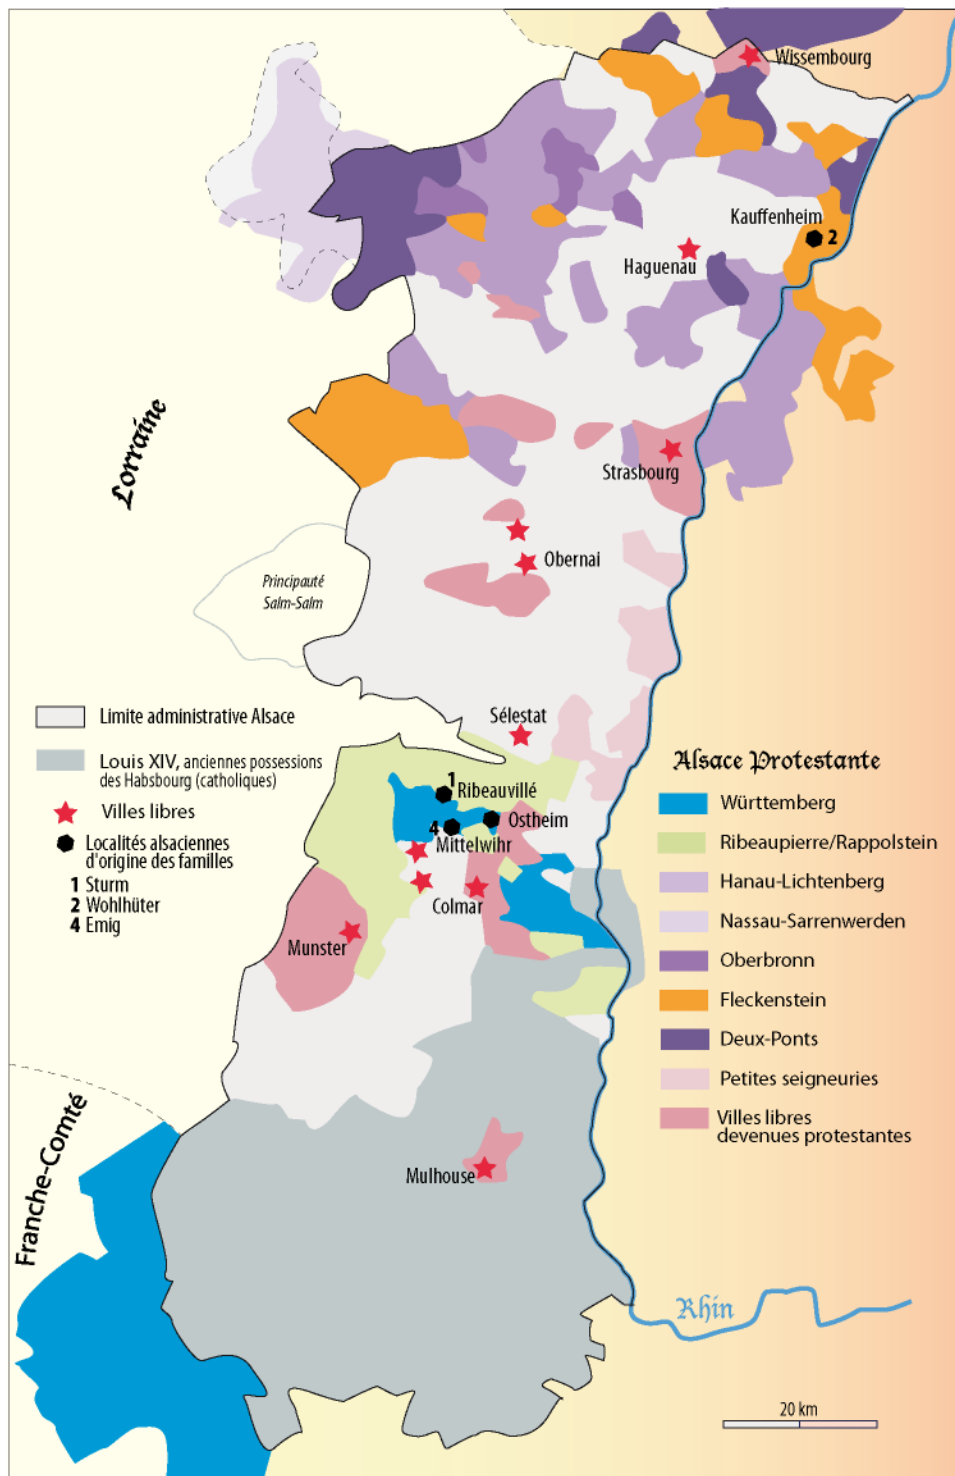 Wissembourg
Kauffenheim
2
Haguenau
Lorraine
Strasbourg
Obernai
Principauté
Salm-Salm
Sélestat
Limite administrative Alsace
Louis XIV, anciennes possessions
des Habsbourg (catholiques)
Villes libres
Localités alsaciennes
d'origine des familles
1 Sturm
2 Wohlhüter
4 Emig
1
Ribeauvillé
Ostheim
4
Mittelwihr
Colmar
Munster
Alsace Protestante
Württemberg
Ribeaupierre/Rappolstein
Hanau-Lichtenberg
Nassau-Sarrenwerden
Oberbronn
Fleckenstein
Deux-Ponts
Petites seigneuries
Villes libres
devenues protestantes
Franche-Comté
Mulhouse
Rhin
20 km